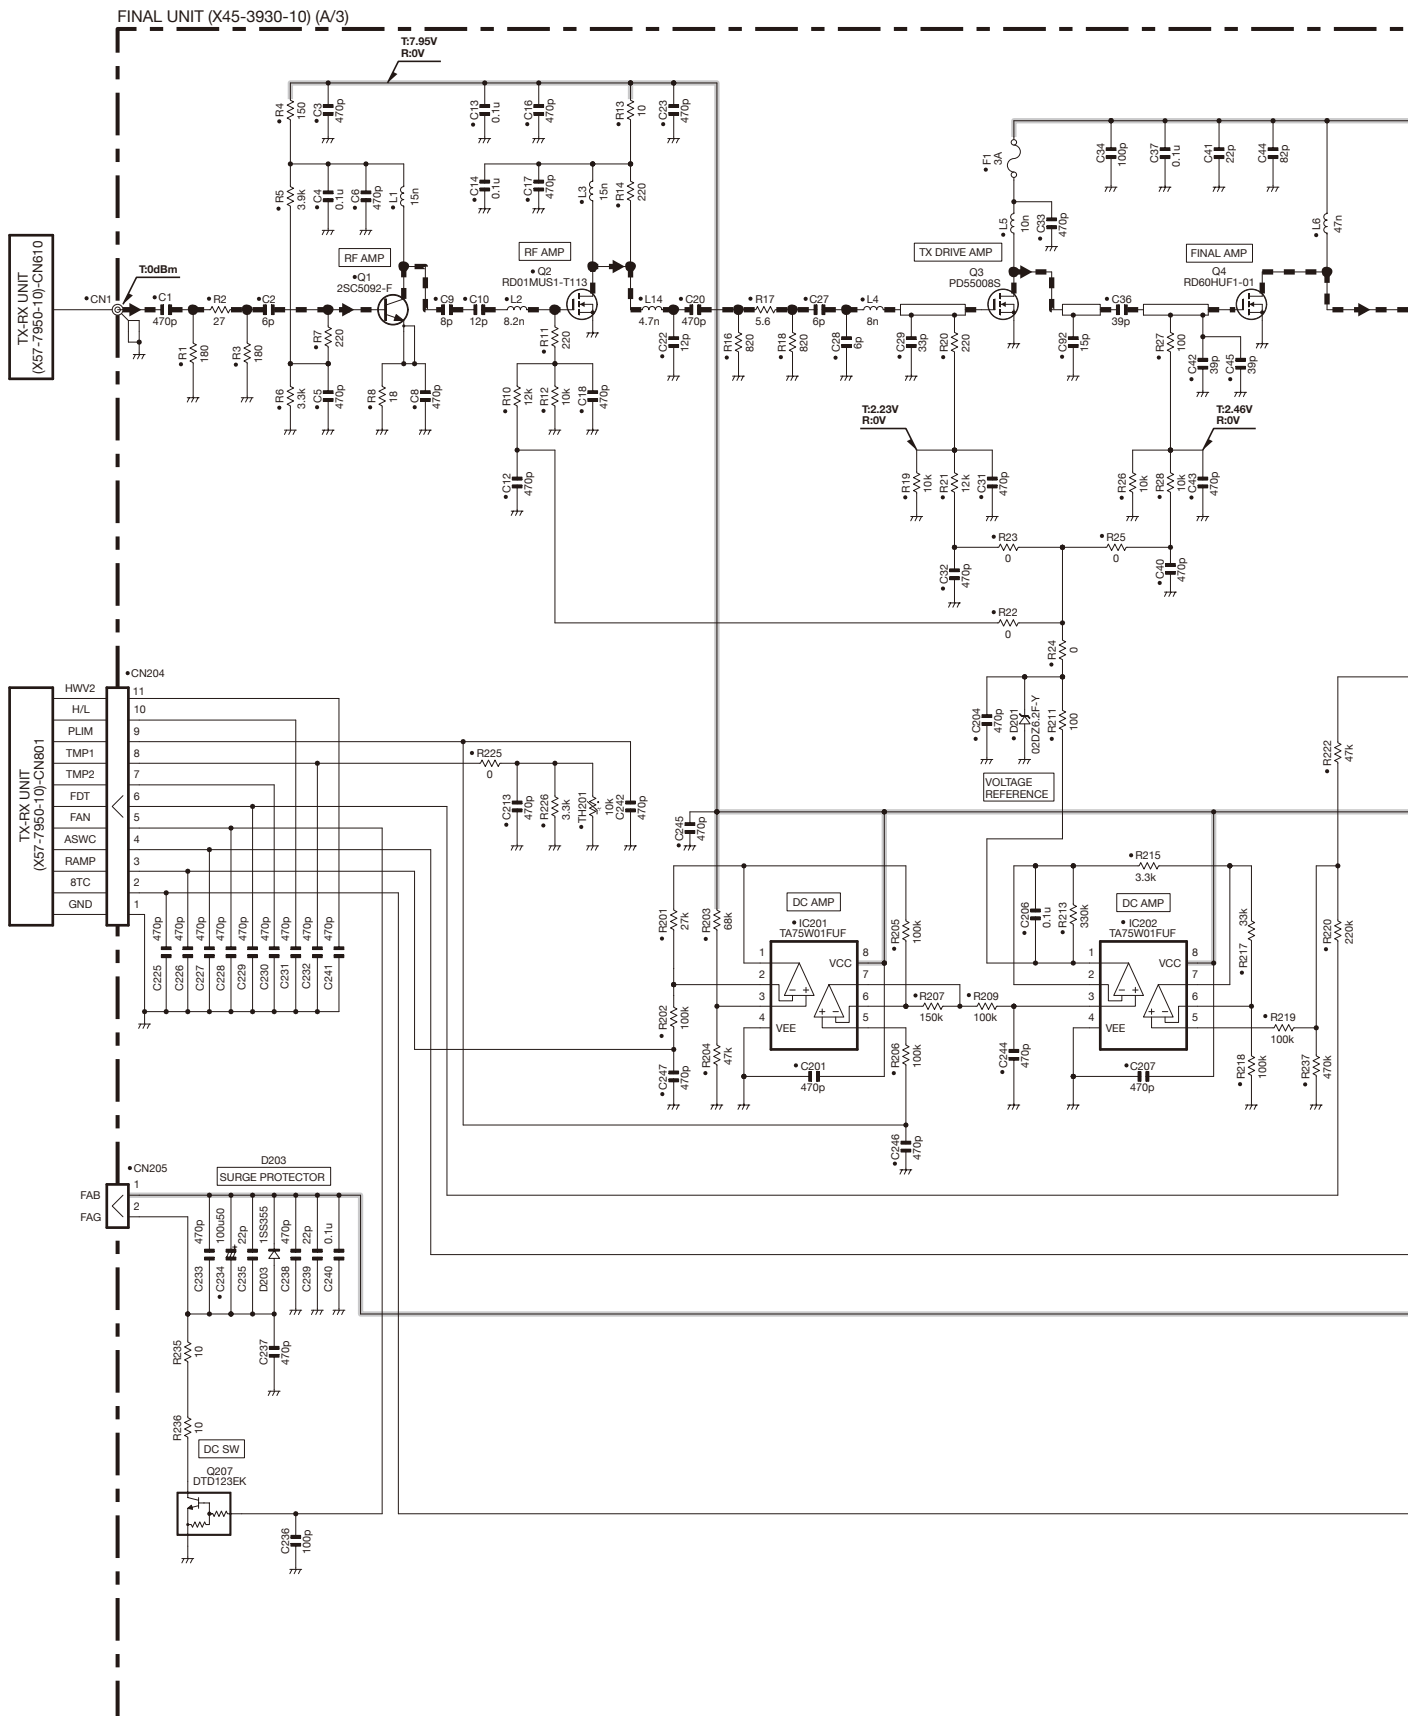 FINAL UNIT (X45-3930-10) (A/3)
T:7.95V
R:0V
•R4
150
•C3
470p
•C13
0.1u
•C16
470p
•R13
10
•C23
470p
•F1
3A
C34
100p
C37
0.1u
C41
22p
C44
82p
•R5
3.9k
•C4
0.1u
•C6
470p
•L1
15n
•C14
0.1u
•C17
470p
•L3
15n
•R14
220
•L5
10n
•C33
470p
•L6
47n
TX-RX UNIT
(X57-7950-10)-CN610
•CN1
T:0dBm
•C1
470p
•R2
27
•C2
6p
•R1
180
•R3
180
•R7
220
RF AMP
•Q1
2SC5092-F
•C9
8p
•C10
12p
•L2
8.2n
RF AMP
•Q2
RD01MUS1-T113
•R11
220
•L14
4.7n
•C20
470p
•C22
12p
•R16
820
•R17
5.6
•R18
820
•C27
6p
•C28
6p
•L4
8n
•C29
33p
•R20
220
TX DRIVE AMP
Q3
PD55008S
•C92
15p
•C36
39p
•R27
100
FINAL AMP
Q4
RD60HUF1-01
•C42
39p
•C45
39p
•R6
3.3k
•C5
470p
•R8
18
•C8
470p
•R10
12k
•R12
10k
•C18
470p
•C12
470p
T:2.23V
R:0V
T:2.46V
R:0V
•R19
10k
•R21
12k
•C31
470p
•R26
10k
•R28
10k
•C43
470p
•R23
0
•R25
0
•C32
470p
•C40
470p
•R22
0
•R24
0
•C204
470p
•D201
02DZ6.2F-Y
•R211
100
VOLTAGE
REFERENCE
•R222
47k
TX-RX UNIT
(X57-7950-10)-CN801
•CN204
HWV2
11
H/L
10
PLIM
9
TMP1
8
TMP2
7
FDT
6
FAN
5
ASWC
4
RAMP
3
8TC
2
GND
1
•R225
0
•C213
470p
•R226
3.3k
•TH201
10k
C242
470p
•C245
470p
470p
470p
470p
470p
470p
470p
470p
470p
470p
C225
C226
C227
C228
C229
C230
C231
C232
C241
•R201
27k
•R203
68k
DC AMP
•IC201
TA75W01FUF
•R205
100k
•C206
0.1u
•R213
330k
•R215
3.3k
DC AMP
•IC202
TA75W01FUF
33k
•R217
•R220
220k
1
2
3
4
VEE
VCC
8
7
6
5
•R207
150k
•R209
100k
1
2
3
4
VEE
VCC
8
7
6
5
•R219
100k
•R202
100k
•C247
470p
•R204
47k
•C201
470p
•R206
100k
•C244
470p
•C207
470p
•R218
100k
•R237
470k
•C246
470p
•CN205
FAB
1
FAG
2
D203
SURGE PROTECTOR
470p
100u50
22p
1SS355
470p
22p
0.1u
C233
•C234
C235
D203
C238
C239
C240
R235
10
C237
470p
R236
10
DC SW
Q207
DTD123EK
C236
100p